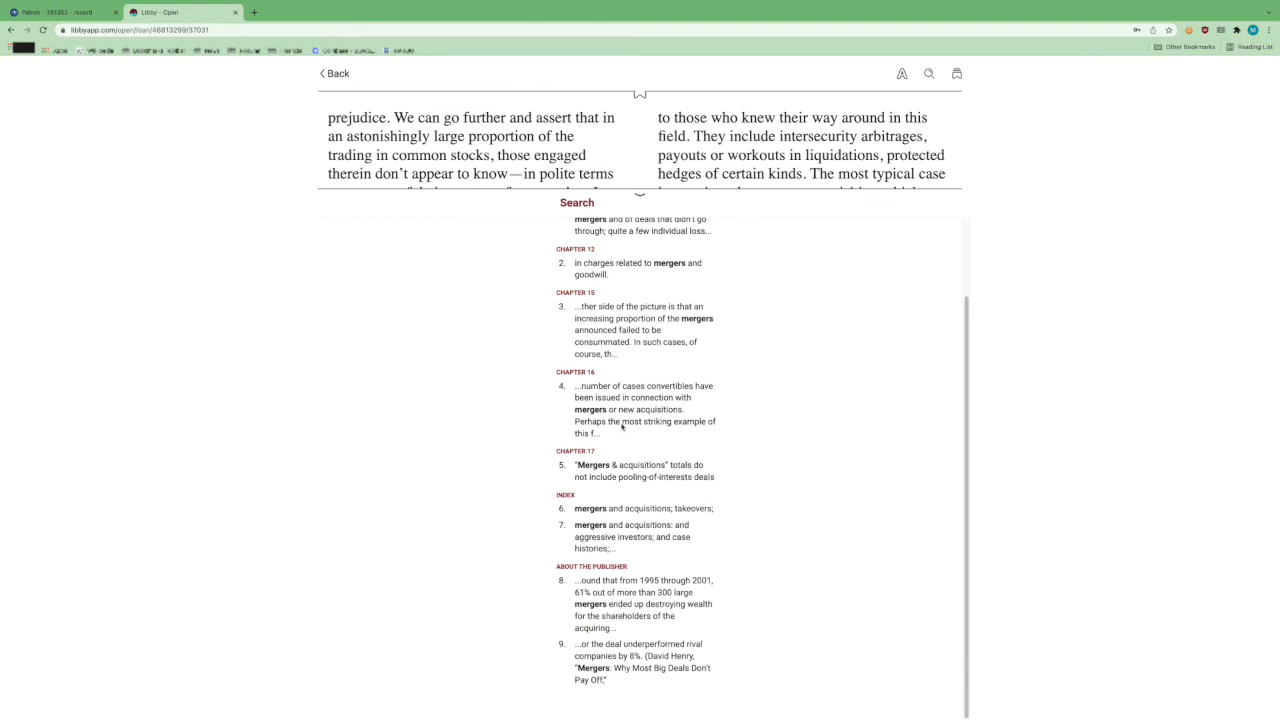 Patron - 381352 - record
Libby - Open
libbyapp.com/open/loan/46813299/37031
Other Bookmarks
Reading List
Back
prejudice. We can go further and assert that in
an astonishingly large proportion of the
trading in common stocks, those engaged
therein don't appear to know—in polite terms
to those who knew their way around in this
field. They include intersecurity arbitrages,
payouts or workouts in liquidations, protected
hedges of certain kinds. The most typical case
Search
mergers and of deals that didn't go
through; quite a few individual loss...
CHAPTER 12
2. in charges related to mergers and
goodwill.
CHAPTER 15
3. ...ther side of the picture is that an
increasing proportion of the mergers
announced failed to be
consummated. In such cases, of
course, th...
CHAPTER 16
4. ...number of cases convertibles have
been issued in connection with
mergers or new acquisitions.
Perhaps the most striking example of
this f...
CHAPTER 17
5. "Mergers & acquisitions" totals do
not include pooling-of-interests deals
INDEX
6. mergers and acquisitions; takeovers;
7. mergers and acquisitions: and
aggressive investors; and case
histories;...
ABOUT THE PUBLISHER
8. ...ound that from 1995 through 2001,
61% out of more than 300 large
mergers ended up destroying wealth
for the shareholders of the
acquiring...
9. ...or the deal underperformed rival
companies by 8%. (David Henry,
"Mergers: Why Most Big Deals Don't
Pay Off,"